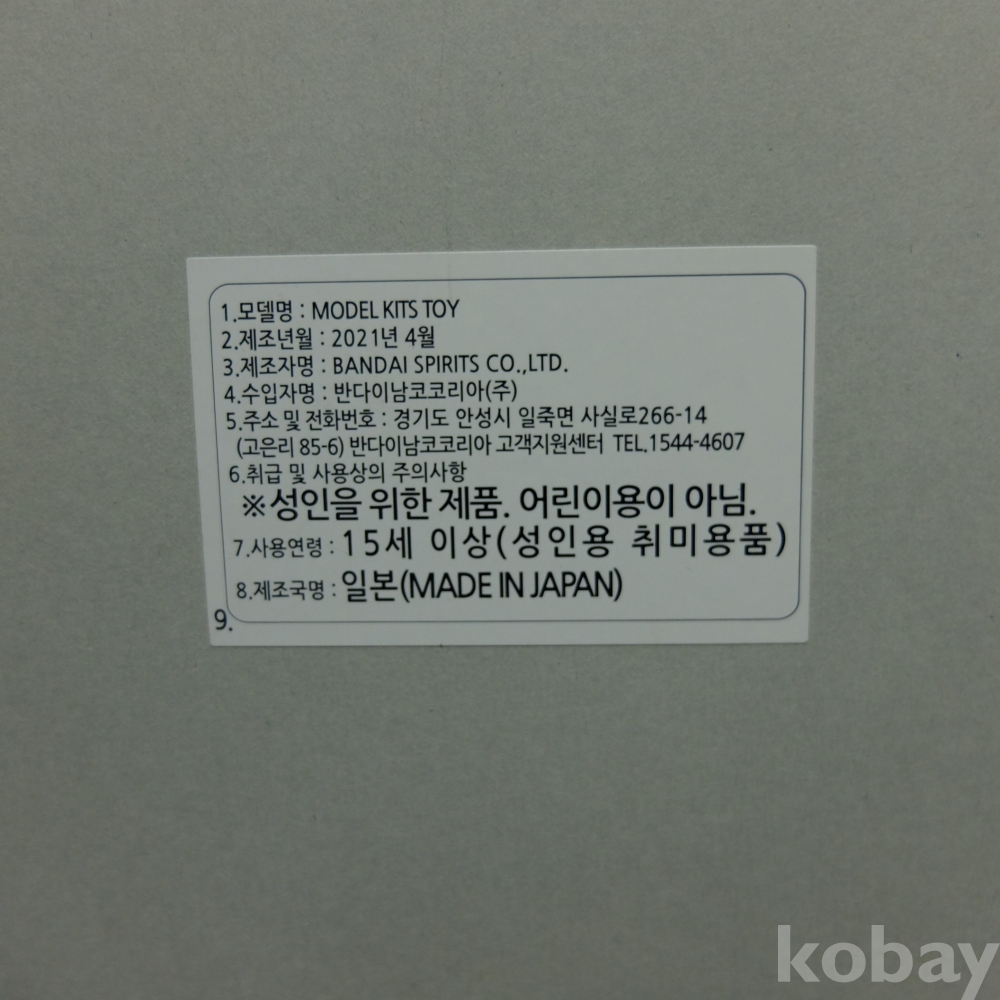 1.모델명 : MODEL KITS TOY
2.제조년월 : 2021년 4월
3.제조자명 : BANDAI SPIRITS CO.,LTD.
4.수입자명 : 반다이남코코리아(주)
5.주소 및 전화번호 : 경기도 안성시 일죽면 사실로266-14
(고은리 85-6) 반다이남코코리아 고객지원센터 TEL.1544-4607
6.취급 및 사용상의 주의사항
※성인을 위한 제품. 어린이용이 아님.
7.사용연령 : 15세 이상(성인용 취미용품)
8.제조국명 : 일본(MADE IN JAPAN)
9.
kobay